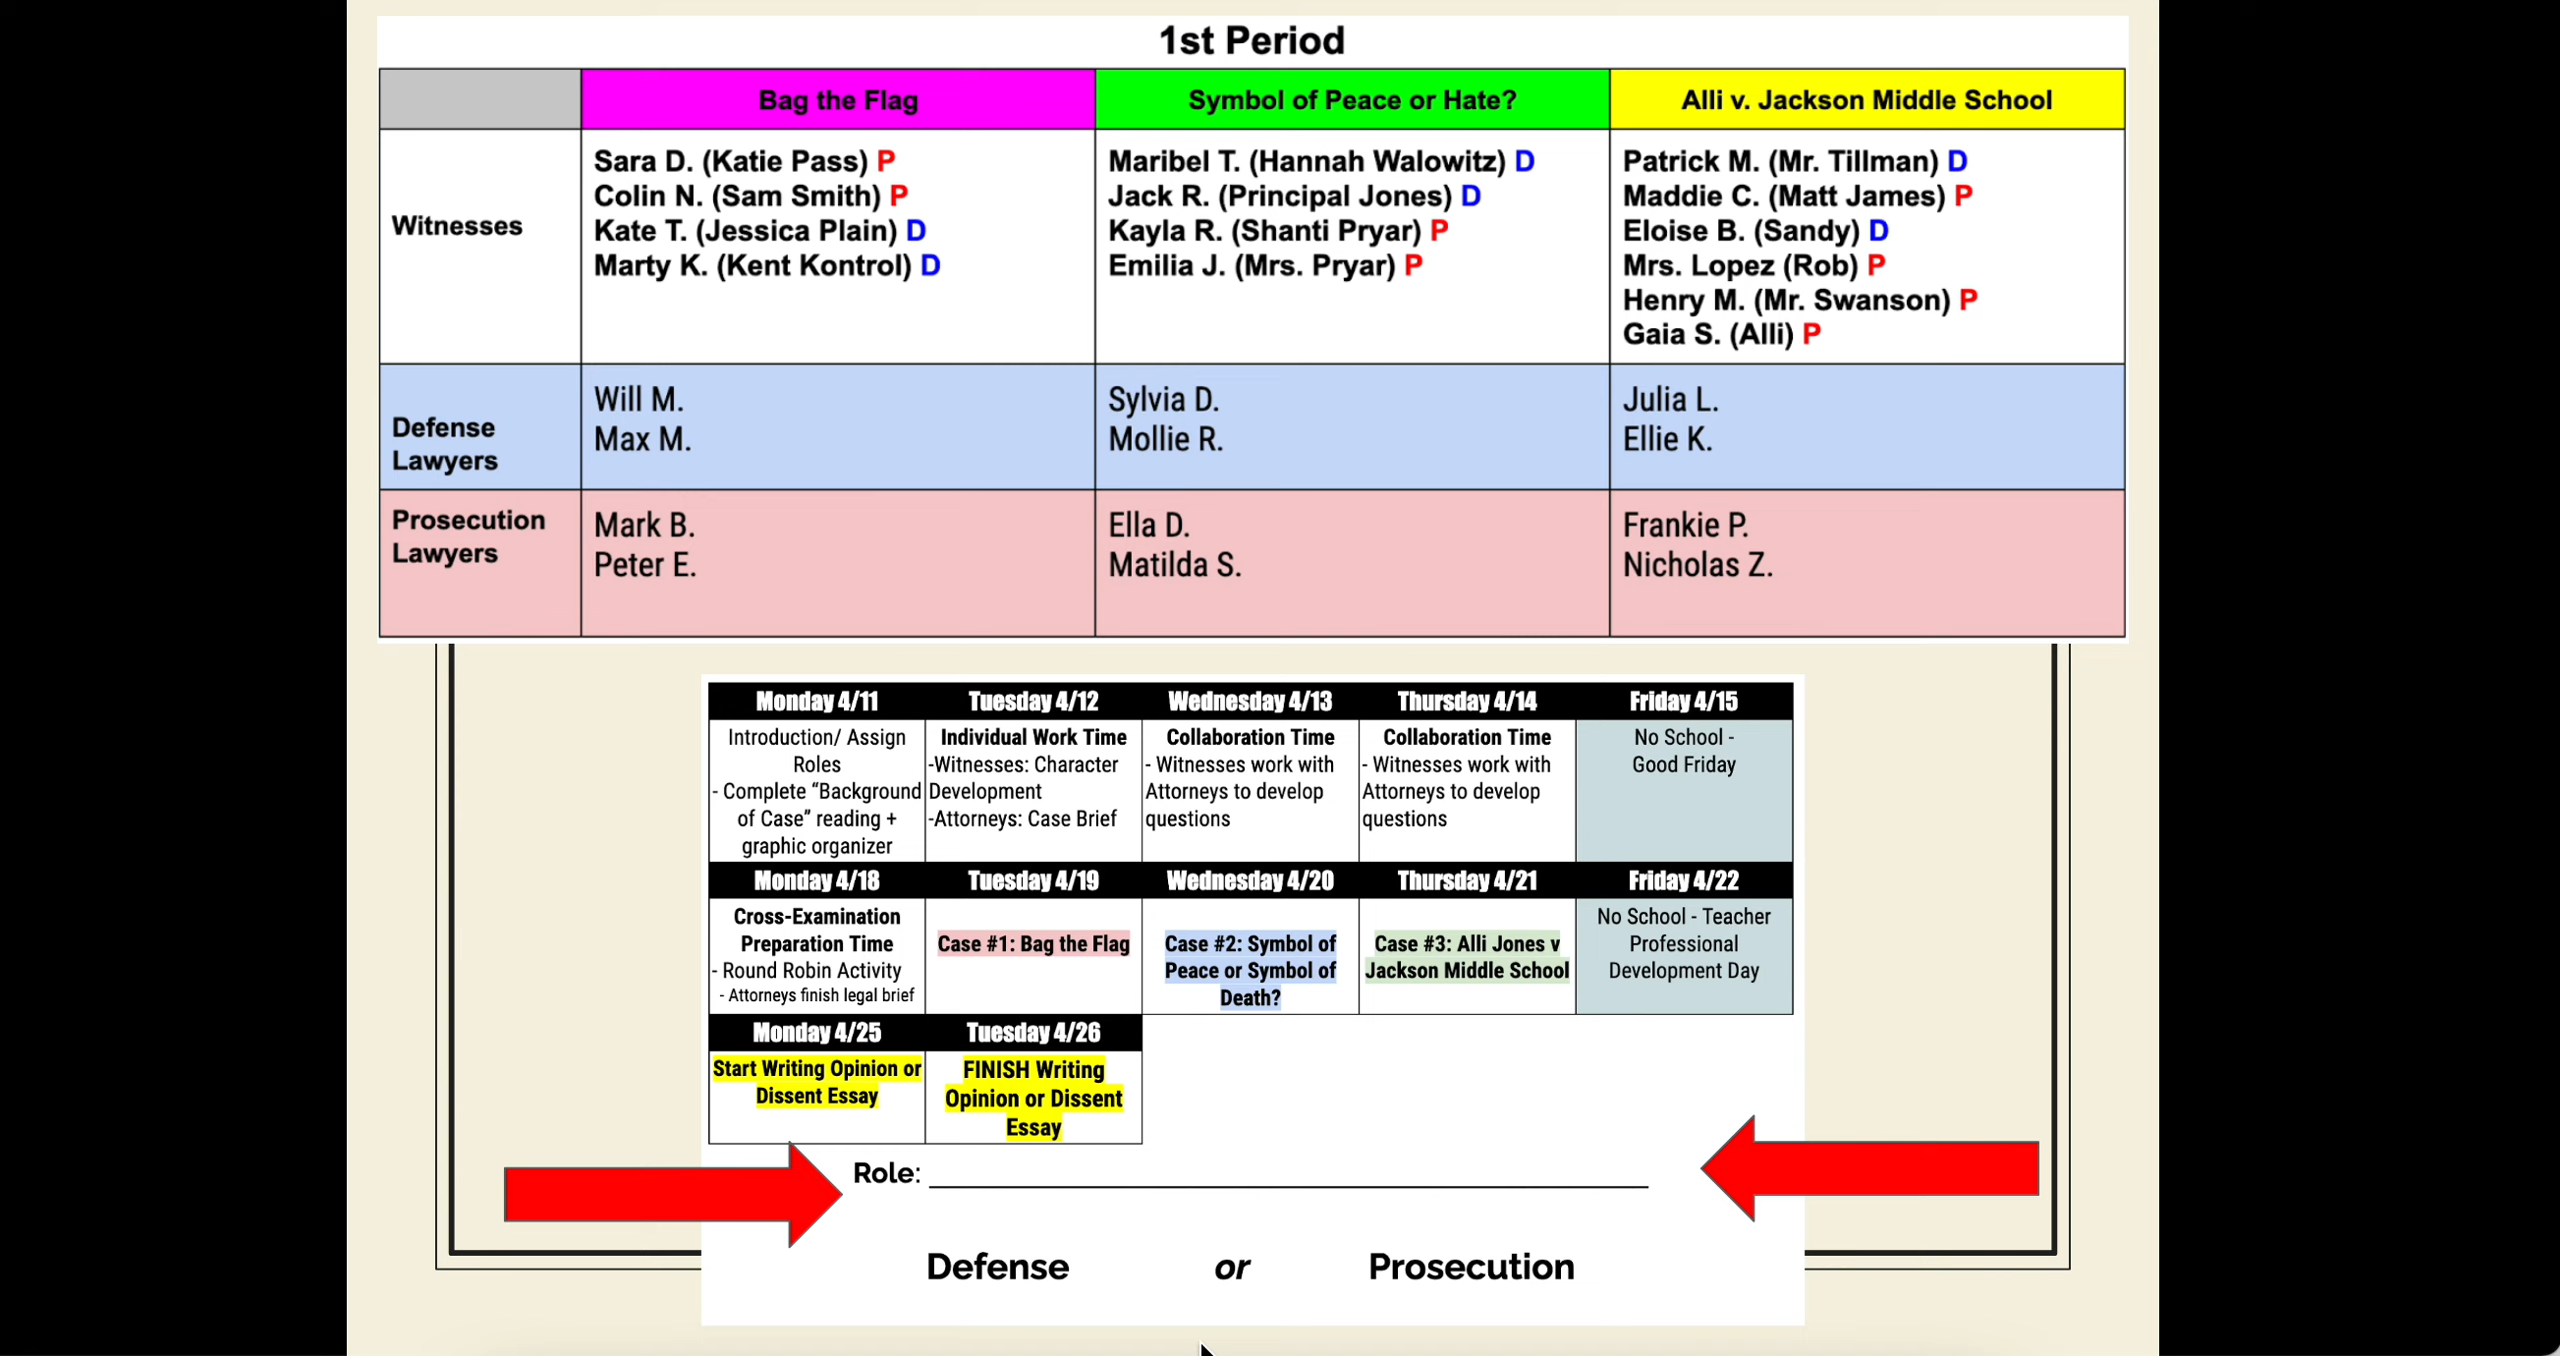 1st Period
Bag the Flag
Symbol of Peace or Hate?
Alli v. Jackson Middle School
Witnesses
Sara D. (Katie Pass) P
Colin N. (Sam Smith) P
Kate T. (Jessica Plain) D
Marty K. (Kent Kontrol) D
Maribel T. (Hannah Walowitz) D
Jack R. (Principal Jones) D
Kayla R. (Shanti Pryar) P
Emilia J. (Mrs. Pryar) P
Patrick M. (Mr. Tillman) D
Maddie C. (Matt James) P
Eloise B. (Sandy) D
Mrs. Lopez (Rob) P
Henry M. (Mr. Swanson) P
Gaia S. (Alli) P
Defense
Lawyers
Will M.
Max M.
Sylvia D.
Mollie R.
Julia L.
Ellie K.
Prosecution
Lawyers
Mark B.
Peter E.
Ella D.
Matilda S.
Frankie P.
Nicholas Z.
Monday 4/11
Tuesday 4/12
Wednesday 4/13
Thursday 4/14
Friday 4/15
Introduction/ Assign
Roles
- Complete “Background
of Case” reading +
graphic organizer
Individual Work Time
-Witnesses: Character
Development
-Attorneys: Case Brief
Collaboration Time
- Witnesses work with
Attorneys to develop
questions
Collaboration Time
- Witnesses work with
Attorneys to develop
questions
No School -
Good Friday
Monday 4/18
Tuesday 4/19
Wednesday 4/20
Thursday 4/21
Friday 4/22
Cross-Examination
Preparation Time
- Round Robin Activity
- Attorneys finish legal brief
Case #1: Bag the Flag
Case #2: Symbol of
Peace or Symbol of
Death?
Case #3: Alli Jones v
Jackson Middle School
No School - Teacher
Professional
Development Day
Monday 4/25
Tuesday 4/26
Start Writing Opinion or
Dissent Essay
FINISH Writing
Opinion or Dissent
Essay
Role:
Defense or Prosecution